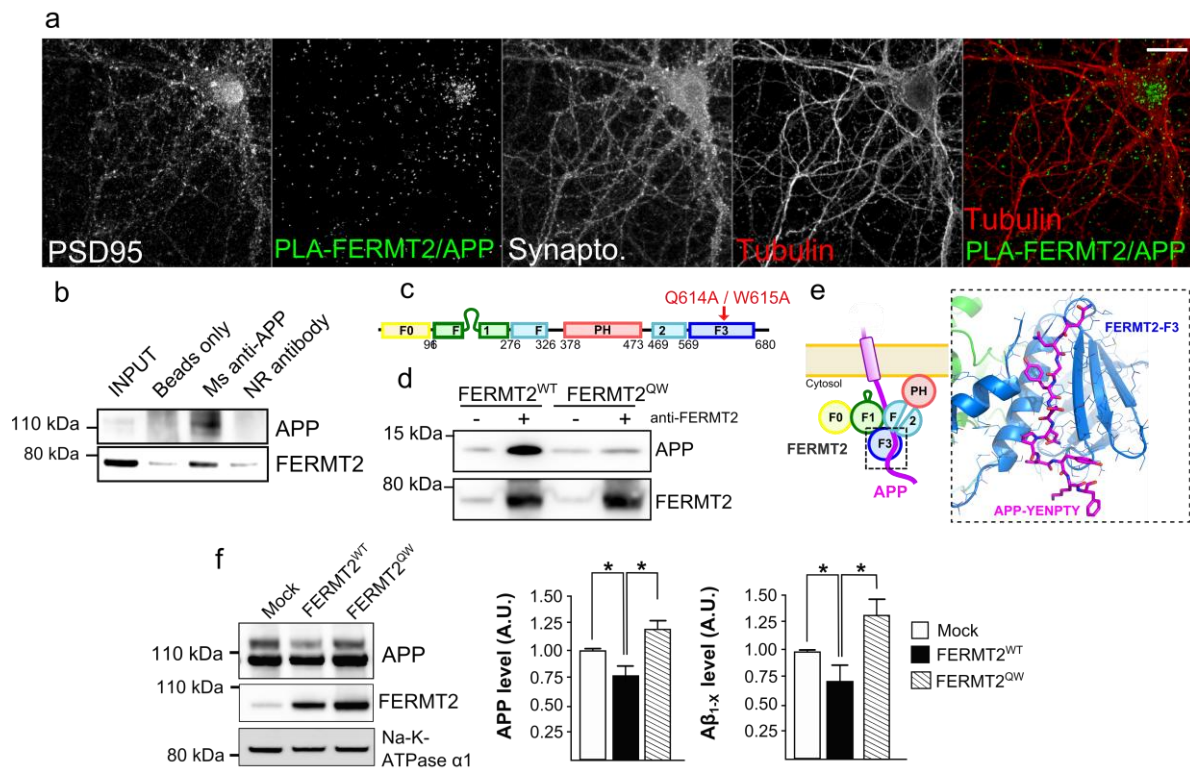 a
PSD95
PLA-FERMT2/APP
Synapto.
Tubulin
Tubulin
PLA-FERMT2/APP
b
INPUT
Beads only
Ms anti-APP
NR antibody
110 kDa
APP
80 kDa
FERMT2
c
Q614A / W615A
F0 F 1 F PH 2 F3
96 276 326 378 473 469 569 680
d
FERMT2WT FERMT2QW
- + - + anti-FERMT2
15 kDa
APP
80 kDa
FERMT2
e
Cytosol
PH
F0 F1 F 2
F3
FERMT2
APP
FERMT2-F3
APP-YENPTY
f
Mock
FERMT2WT
FERMT2QW
110 kDa
APP
110 kDa
FERMT2
80 kDa
Na-K-
ATPase α1
APP level (A.U.)
1.50
1.25
1.00
0.75
0.50
0.25
* *
Aβ1-x level (A.U.)
1.50
1.25
1.00
0.75
0.50
0.25
* *
Mock
FERMT2WT
FERMT2QW